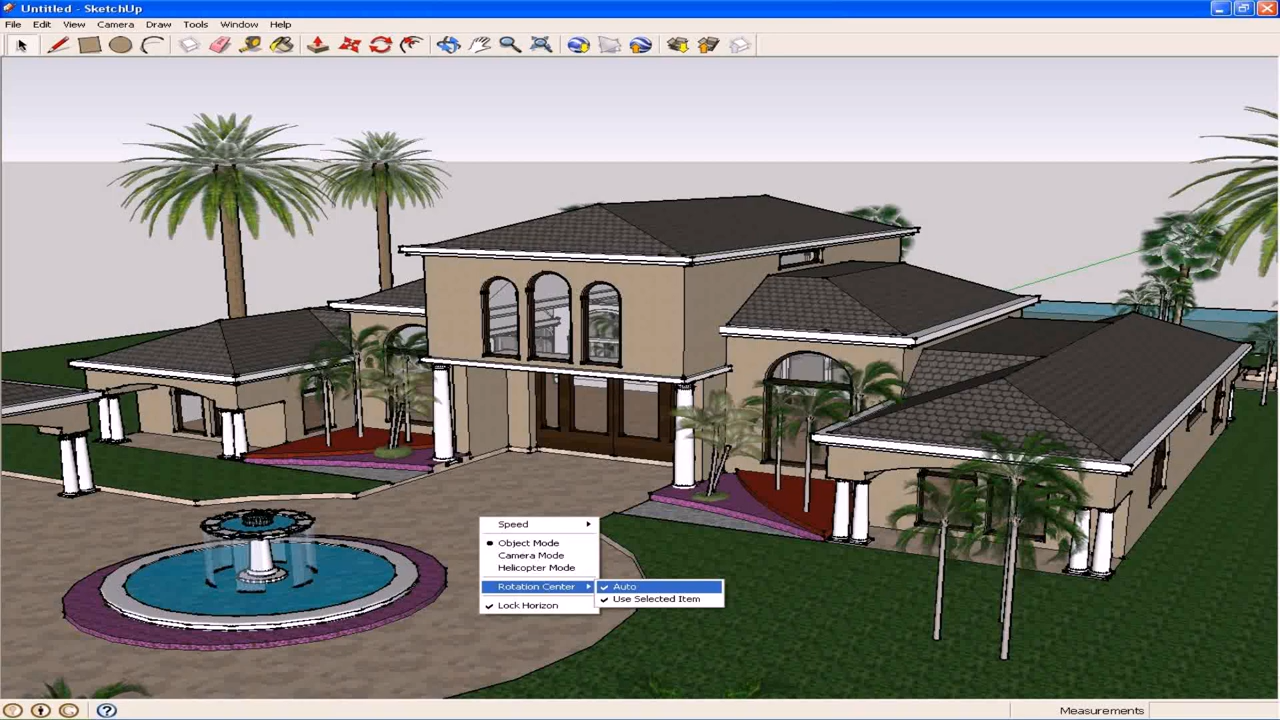 Untitled - SketchUp
File Edit View Camera Draw Tools Window Help
Speed
Object Mode
Camera Mode
Helicopter Mode
Rotation Center Auto
Use Selected Item
Lock Horizon
Measurements